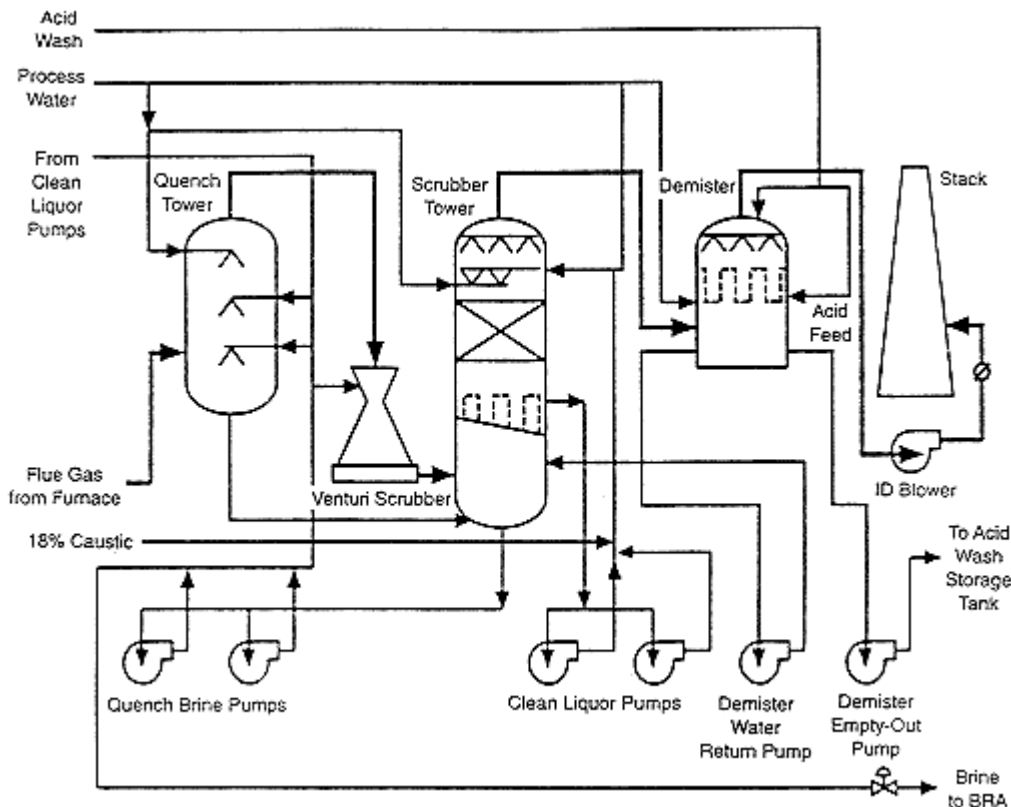 Acid
Wash
Process
Water
From
Clean
Liquor
Pumps
Quench
Tower
Scrubber
Tower
Demister
Stack
Acid
Feed
Flue Gas
from Furnace
Venturi Scrubber
ID Blower
18% Caustic
To Acid
Wash
Storage
Tank
Quench Brine Pumps
Clean Liquor Pumps
Demister
Water
Return Pump
Demister
Empty-Out
Pump
Brine
to BRA